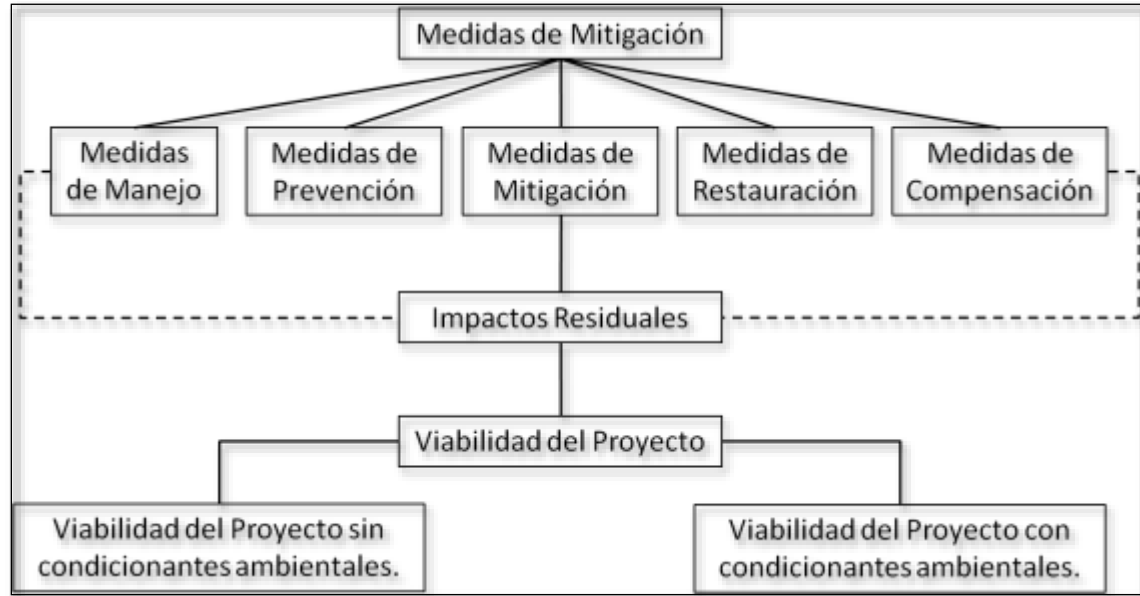 Medidas de Mitigación
Medidas
de Manejo
Medidas de
Prevención
Medidas de
Mitigación
Medidas de
Restauración
Medidas de
Compensación
Impactos Residuales
Viabilidad del Proyecto
Viabilidad del Proyecto sin
condicionantes ambientales.
Viabilidad del Proyecto con
condicionantes ambientales.